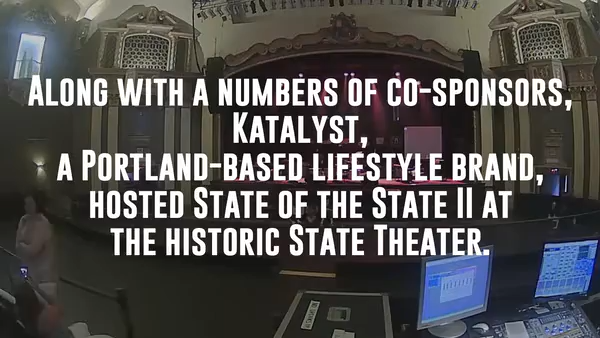 Along with a numbers of co-sponsors,
Katalyst,
a Portland-based lifestyle brand,
hosted State of the State II at
the historic State Theater.